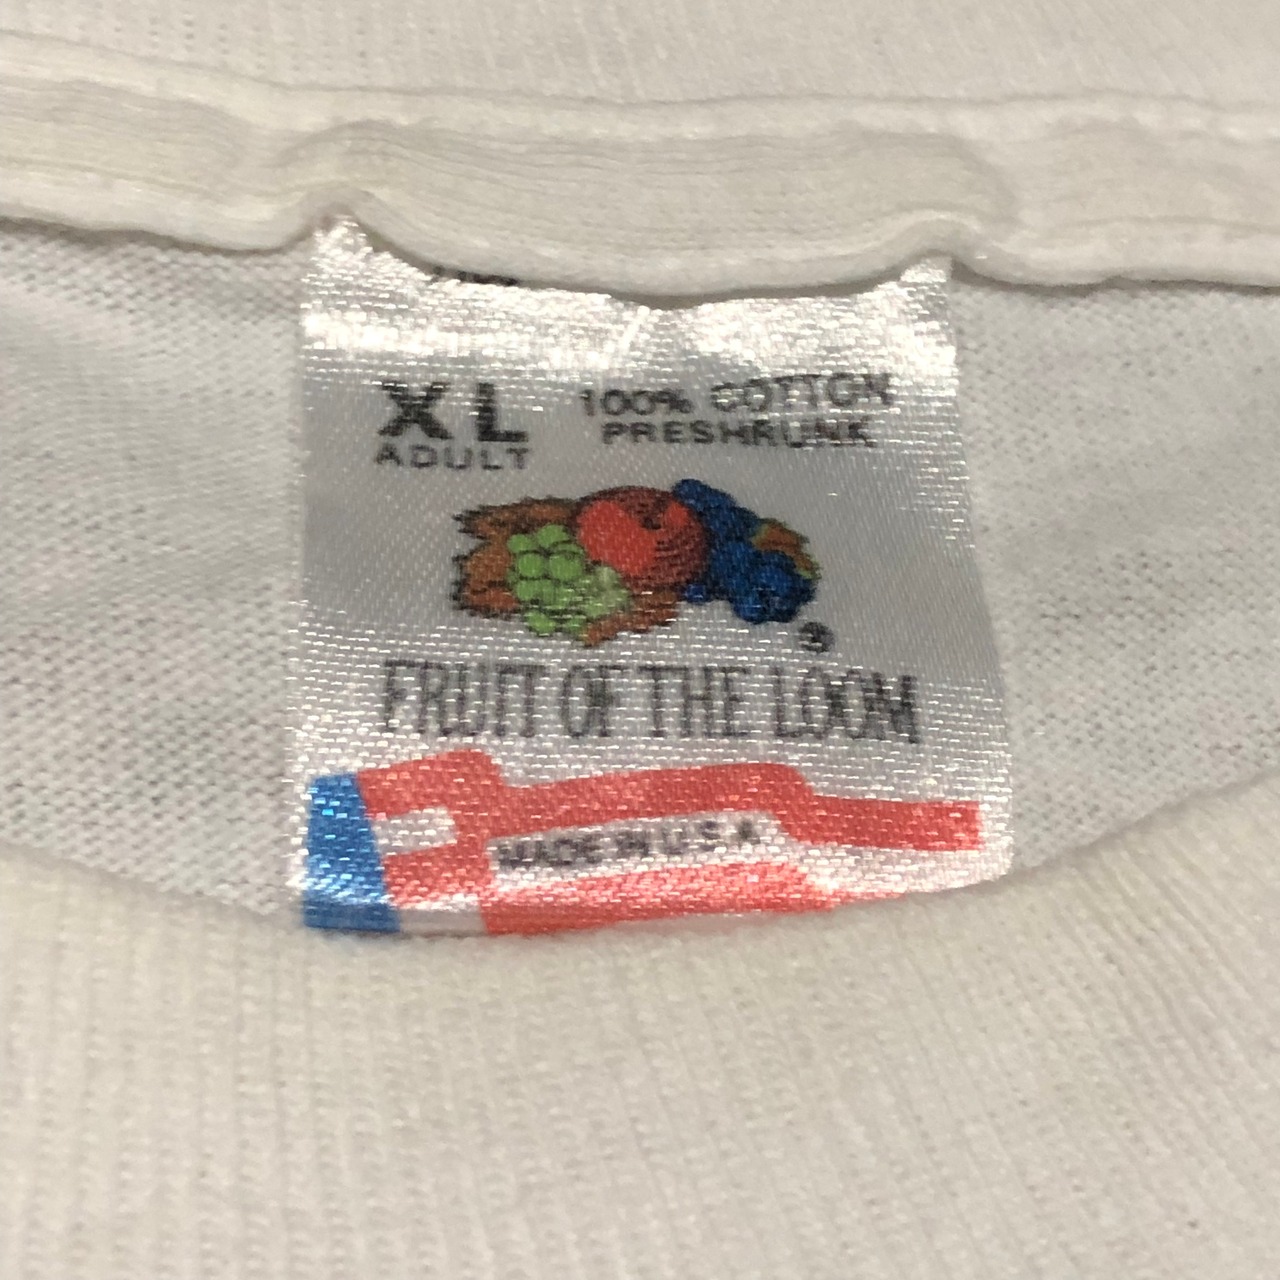 XL
ADULT
100% COTTON
PRESHRUNK
®
FRUIT OF THE LOOM
MADE IN U.S.A.